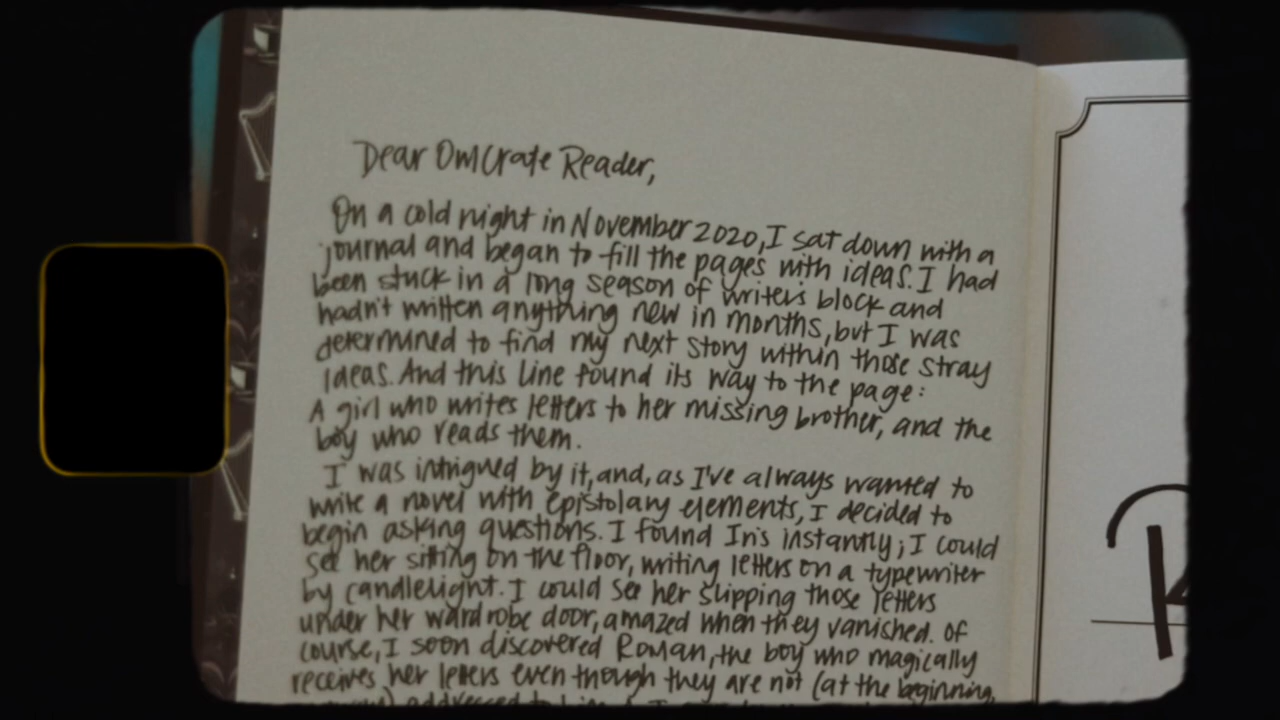 Dear OwlCrate Reader,
On a cold night in November 2020, I sat down with a
journal and began to fill the pages with ideas. I had
been stuck in a long season of writer's block and
hadn't written anything new in months, but I was
determined to find my next story within those stray
ideas. And this line found its way to the page:
A girl who writes letters to her missing brother, and the
boy who reads them.
I was intrigued by it, and, as I've always wanted to
write a novel with epistolary elements, I decided to
begin asking questions. I found Iris instantly; I could
see her sitting on the floor, writing letters on a typewriter
by candlelight. I could see her slipping those letters
under her wardrobe door, amazed when they vanished. Of
course, I soon discovered Roman, the boy who magically
receives her letters even though they are not (at the beginning,
addressed to